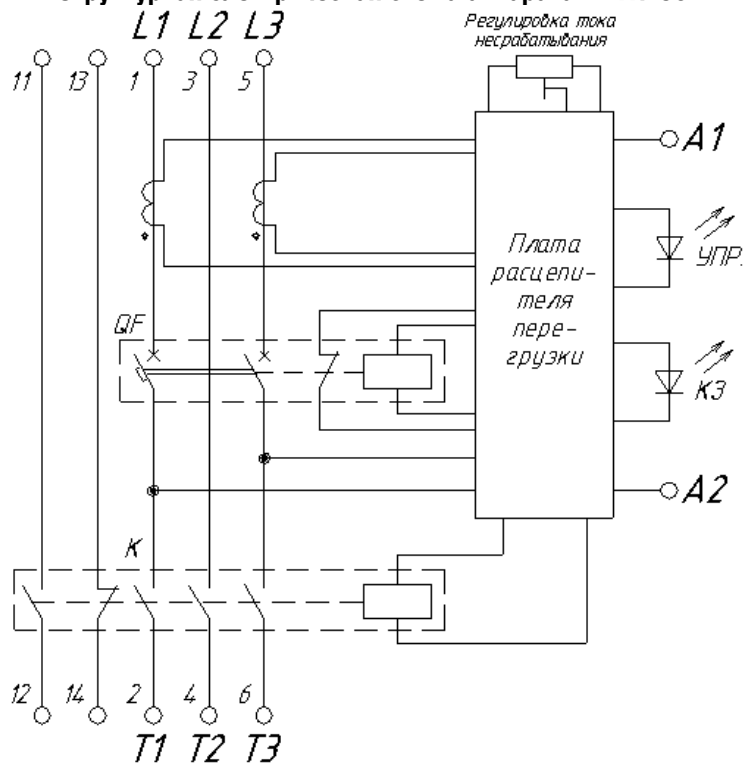 L1 L2 L3
Регулировка тока
несрабатывания
11 13 1 3 5
A1
Плата
расцепи-
теля
пере-
грузки
УПР.
QF
КЗ
A2
K
12 14 2 4 6
T1 T2 T3